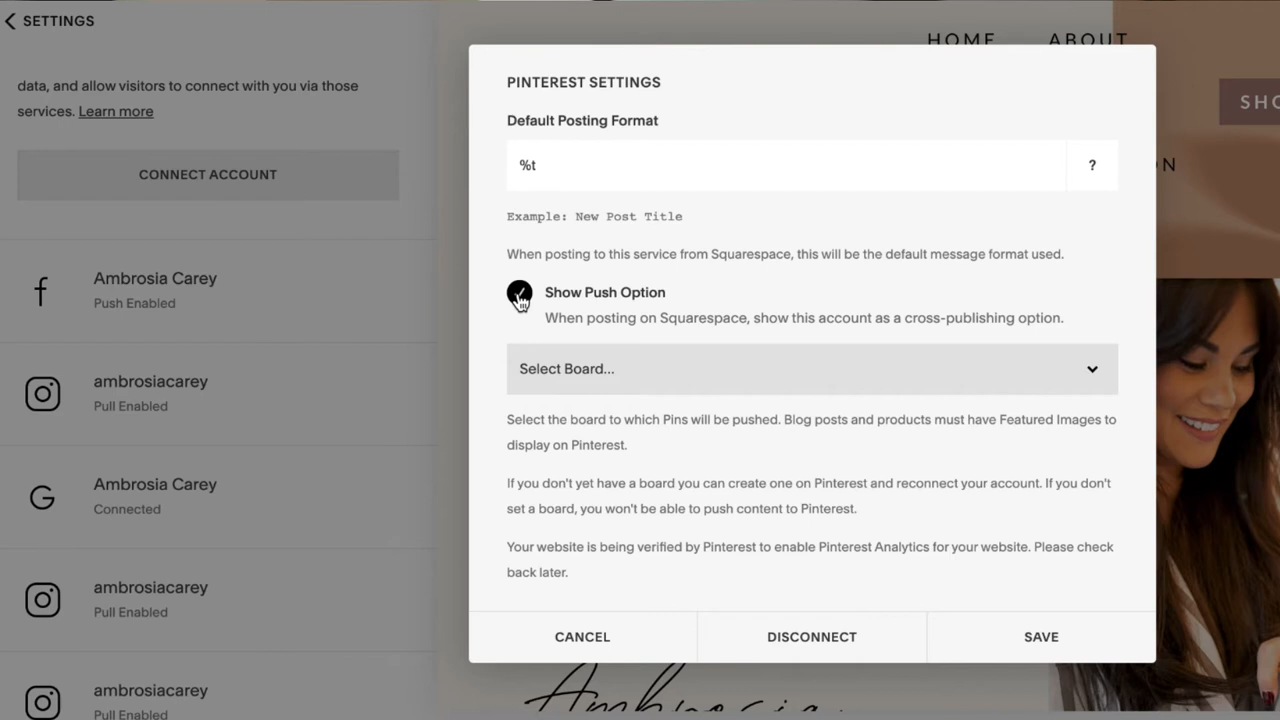 SETTINGS
data, and allow visitors to connect with you via those
services. Learn more
CONNECT ACCOUNT
Ambrosia Carey
Push Enabled
ambrosiacarey
Pull Enabled
Ambrosia Carey
Connected
ambrosiacarey
Pull Enabled
ambrosiacarey
Pull Enabled
HOME ABOUT
SHO
ON
PINTEREST SETTINGS
Default Posting Format
%t
?
Example: New Post Title
When posting to this service from Squarespace, this will be the default message format used.
Show Push Option
When posting on Squarespace, show this account as a cross-publishing option.
Select Board...
Select the board to which Pins will be pushed. Blog posts and products must have Featured Images to
display on Pinterest.
If you don't yet have a board you can create one on Pinterest and reconnect your account. If you don't
set a board, you won't be able to push content to Pinterest.
Your website is being verified by Pinterest to enable Pinterest Analytics for your website. Please check
back later.
CANCEL DISCONNECT SAVE
Ambrosia